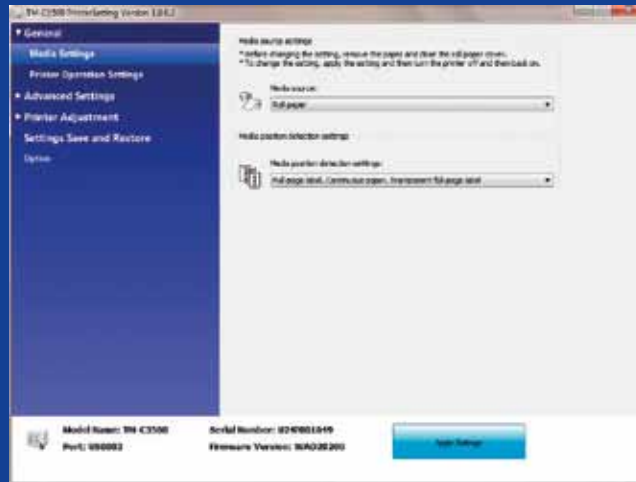 TM-C3500 PrinterSetting Version 1.0.0.2
General
Media Settings
Printer Operation Settings
Advanced Settings
Printer Adjustment
Settings Save and Restore
Option
Media source settings
* Before changing the setting, remove the paper and close the roll paper cover.
* To change the setting, apply the setting and then turn the printer off and then back on.
Media source:
Roll paper
Media position detection settings
Media position detection settings:
Full-page label, Continuous paper, Transparent full-page label
Model Name: TM-C3500
Serial Number:
Port:
Firmware Version:
Apply Settings